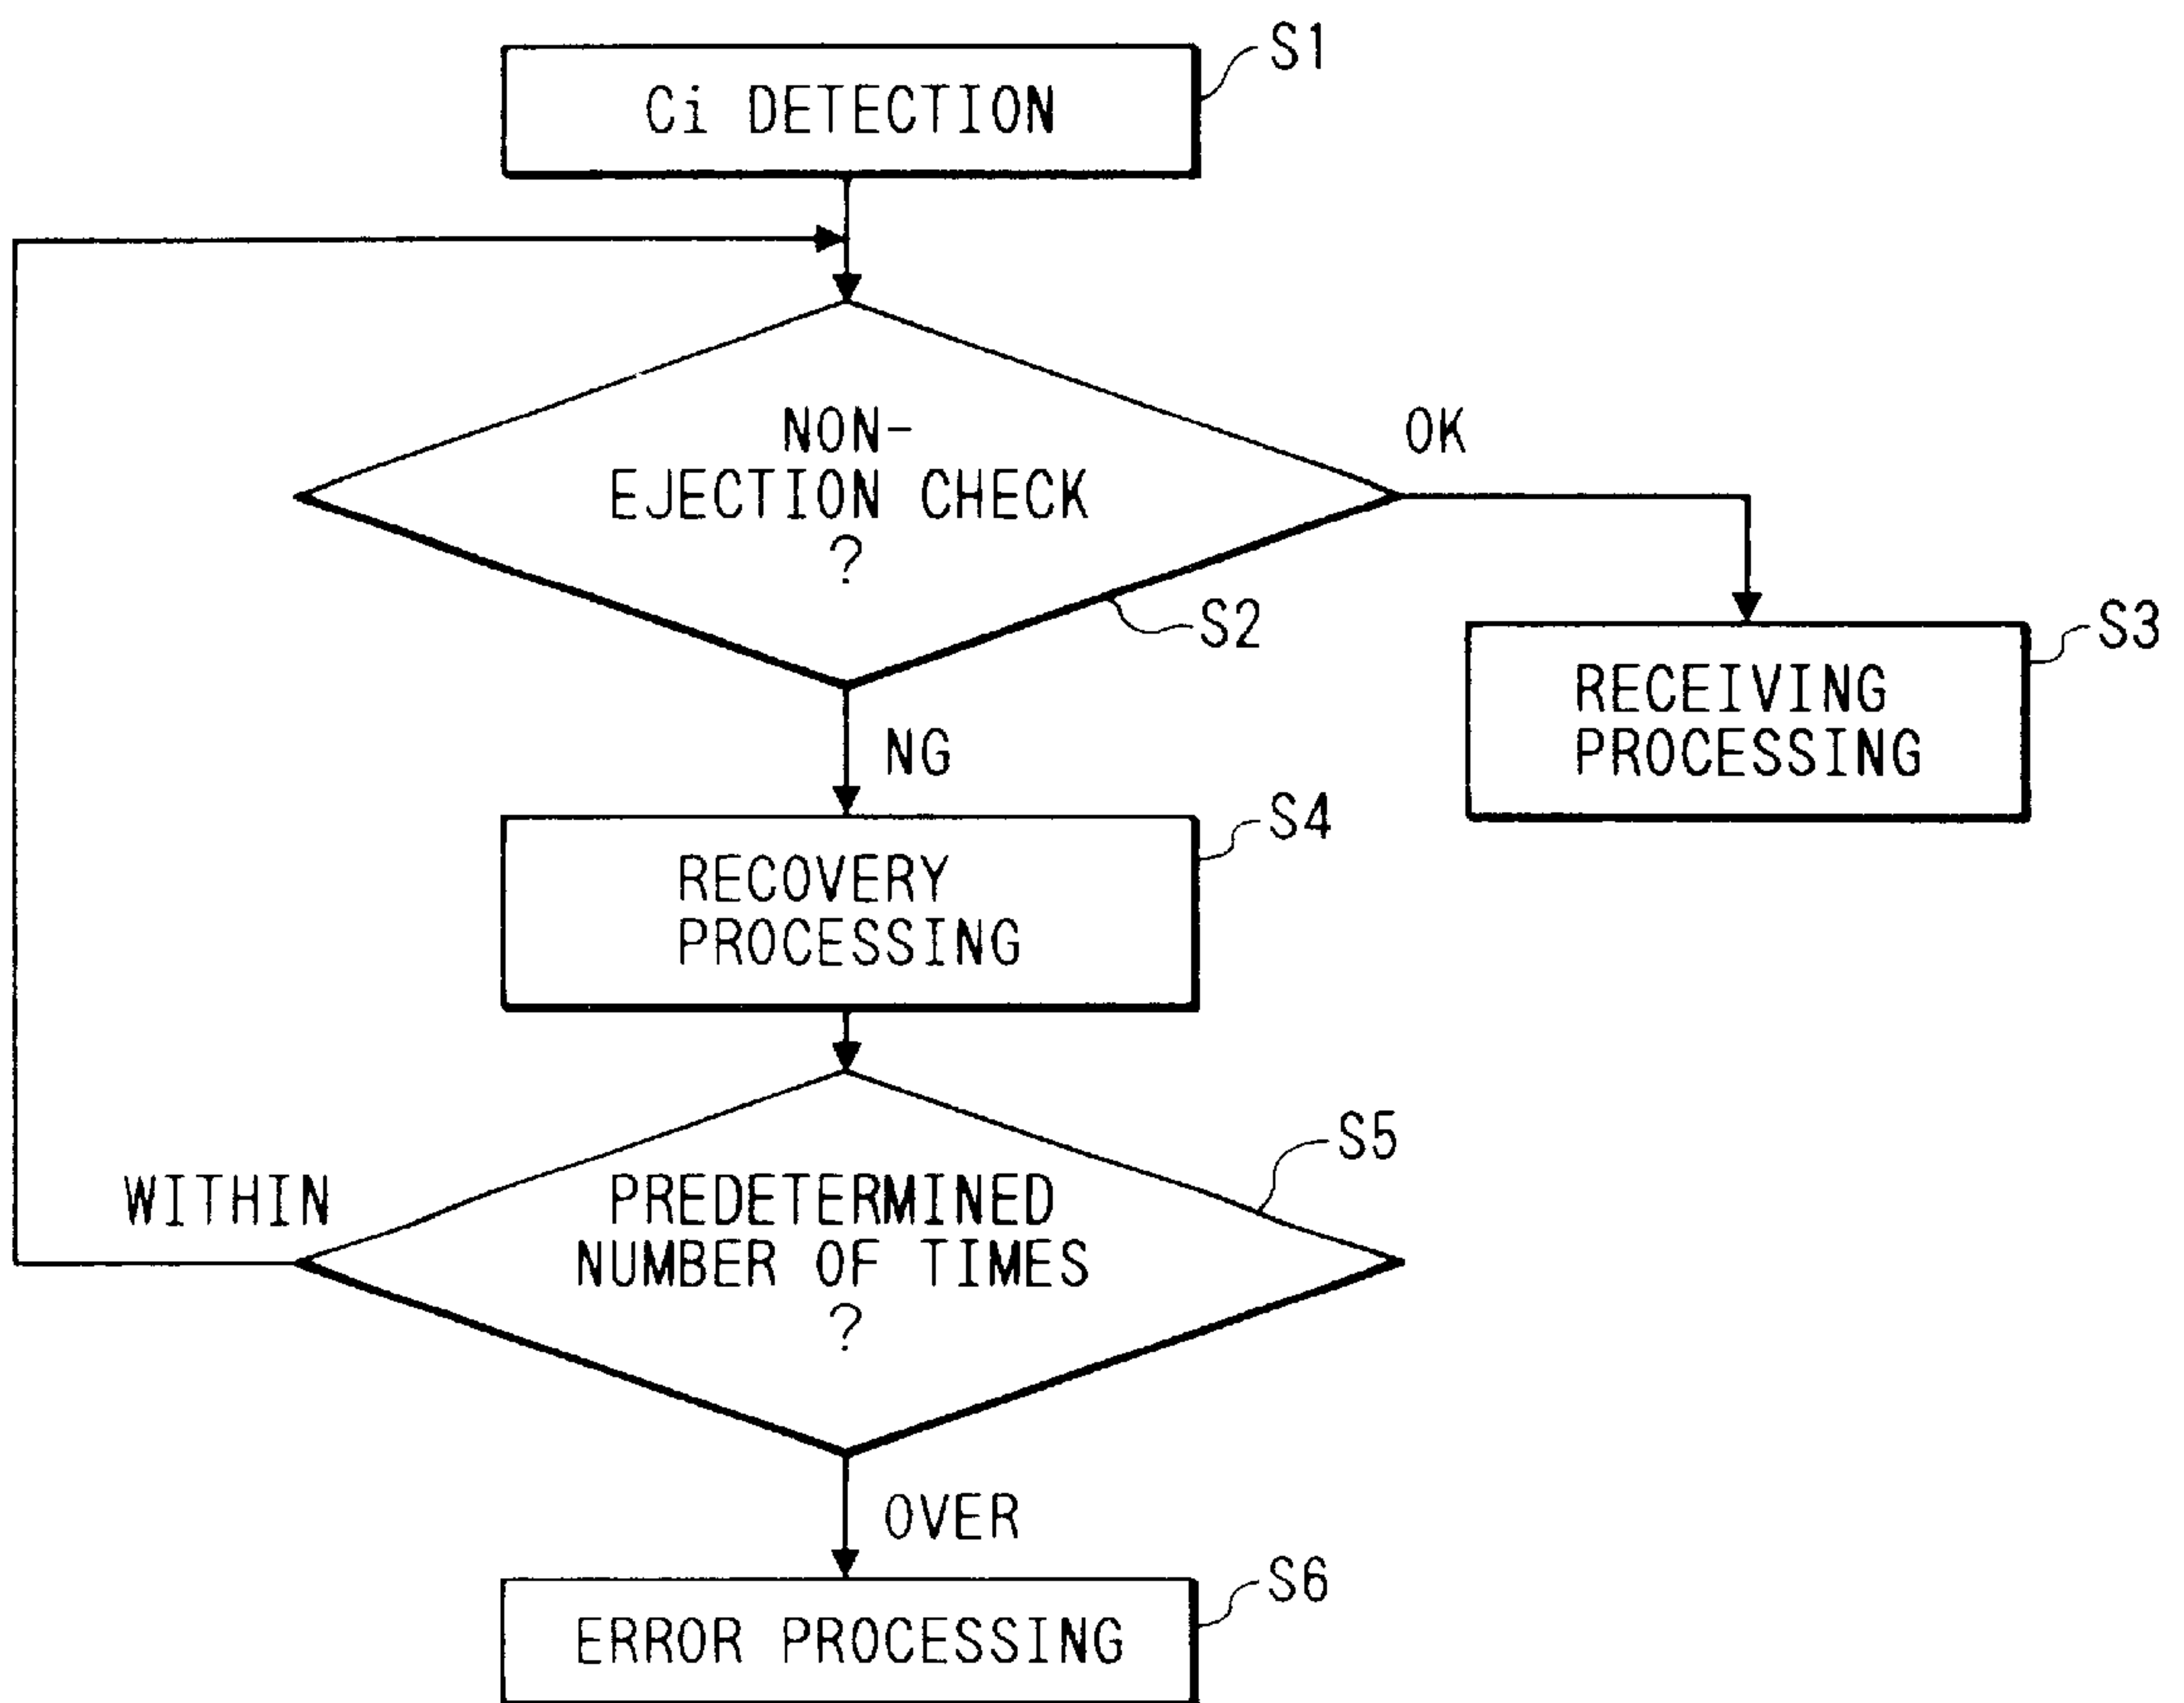 S1
Ci DETECTION
NON-
EJECTION CHECK
?
OK
S2
S3
RECEIVING
PROCESSING
NG
S4
RECOVERY
PROCESSING
S5
WITHIN
PREDETERMINED
NUMBER OF TIMES
?
OVER
S6
ERROR PROCESSING